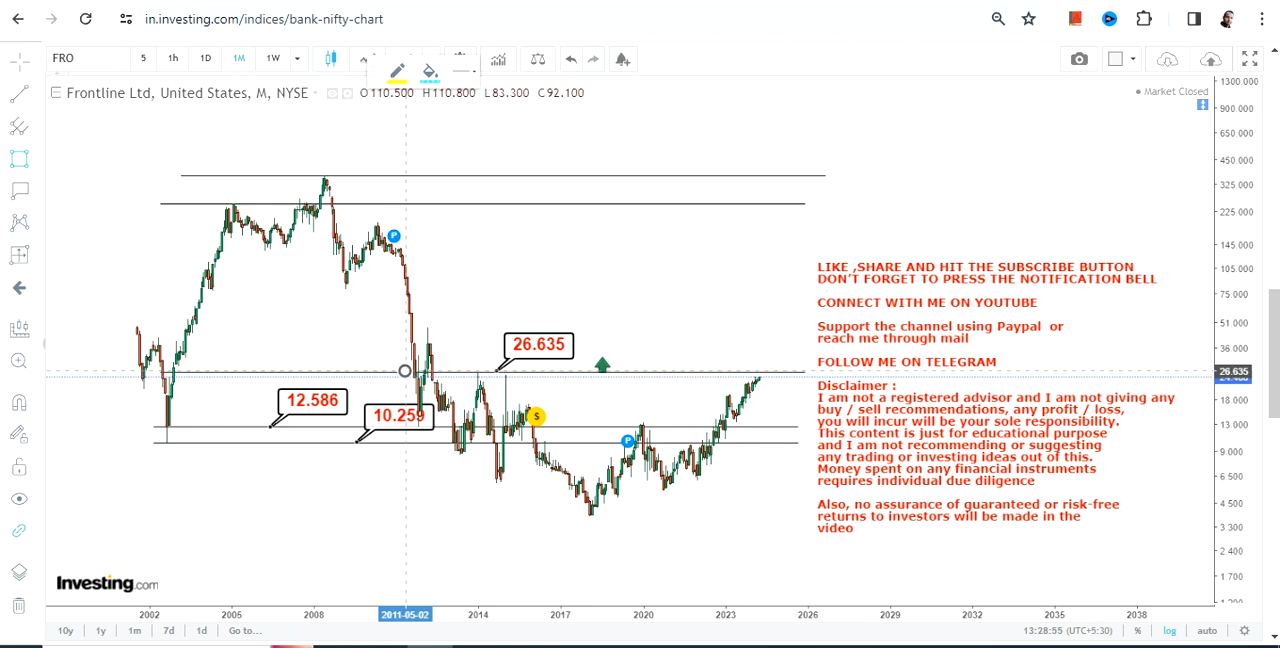 in.investing.com/indices/bank-nifty-chart
FRO
5
1h
1D
1M
1W
Frontline Ltd, United States, M, NYSE
O110.500 H110.800 L83.300 C92.100
Market Closed
1300.000
900.000
650.000
450.000
325.000
225.000
145.000
105.000
75.000
51.000
36.000
26.635
18.000
13.000
9.000
6.500
4.500
3.300
2.400
1.700
P
26.635
12.586
10.259
$
P
LIKE ,SHARE AND HIT THE SUBSCRIBE BUTTON
DON'T FORGET TO PRESS THE NOTIFICATION BELL
CONNECT WITH ME ON YOUTUBE
Support the channel using Paypal or
reach me through mail
FOLLOW ME ON TELEGRAM
Disclaimer :
I am not a registered advisor and I am not giving any
buy / sell recommendations, any profit / loss,
you will incur will be your sole responsibility.
This content is just for educational purpose
and I am not recommending or suggesting
any trading or investing ideas out of this.
Money spent on any financial instruments
requires individual due diligence
Also, no assurance of guaranteed or risk-free
returns to investors will be made in the
video
Investing.com
2002
2005
2008
2011-05-02
2014
2017
2020
2023
2026
2029
2032
2035
2038
10y
1y
1m
7d
1d
Go to...
13:28:55 (UTC+5:30)
%
log
auto